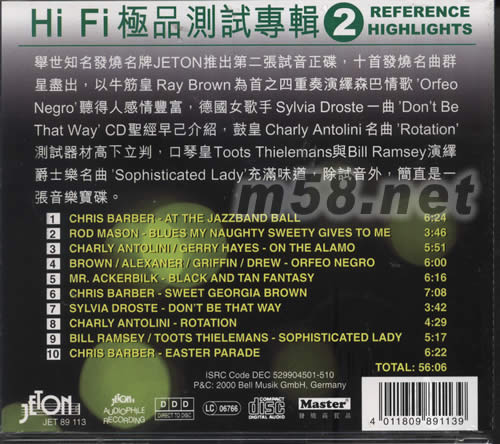 Hi Fi 極品測試專輯 2 REFERENCE
HIGHLIGHTS
舉世知名發燒名牌JETON推出第二張試音正碟，十首發燒名曲群
星盡出，以牛筋皇 Ray Brown 為首之四重奏演繹森巴情歌 'Orfeo
Negro'聽得人感情豐富，德國女歌手 Sylvia Droste 一曲 'Don't Be
That Way' CD聖經早己介紹，鼓皇 Charly Antolini 名曲 'Rotation'
測試器材高下立判，口琴皇Toots Thielemans與Bill Ramsey演繹
爵士樂名曲 'Sophisticated Lady'充滿味道，除試音外，簡直是一
張音樂寶碟。
m58.net
1 CHRIS BARBER - AT THE JAZZBAND BALL 6:24
2 ROD MASON - BLUES MY NAUGHTY SWEETY GIVES TO ME 3:46
3 CHARLY ANTOLINI / GERRY HAYES - ON THE ALAMO 5:51
4 BROWN / ALEXANER / GRIFFIN / DREW - ORFEO NEGRO 6:00
5 MR. ACKERBILK - BLACK AND TAN FANTASY 6:16
6 CHRIS BARBER - SWEET GEORGIA BROWN 7:08
7 SYLVIA DROSTE - DON'T BE THAT WAY 3:42
8 CHARLY ANTOLINI - ROTATION 4:29
9 BILL RAMSEY / TOOTS THIELEMANS - SOPHISTICATED LADY 5:17
10 CHRIS BARBER - EASTER PARADE 6:22
TOTAL: 56:06
ISRC Code DEC 529904501-510
P&C: 2000 Bell Musik GmbH, Germany
JETON
JET 89 113
JETON
AUDIOPHILE
RECORDING
DDD
DIRECT TO DISC
LC 06766
COMPACT
disc
DIGITAL AUDIO
Master
發燒高質品
4 011809 891139